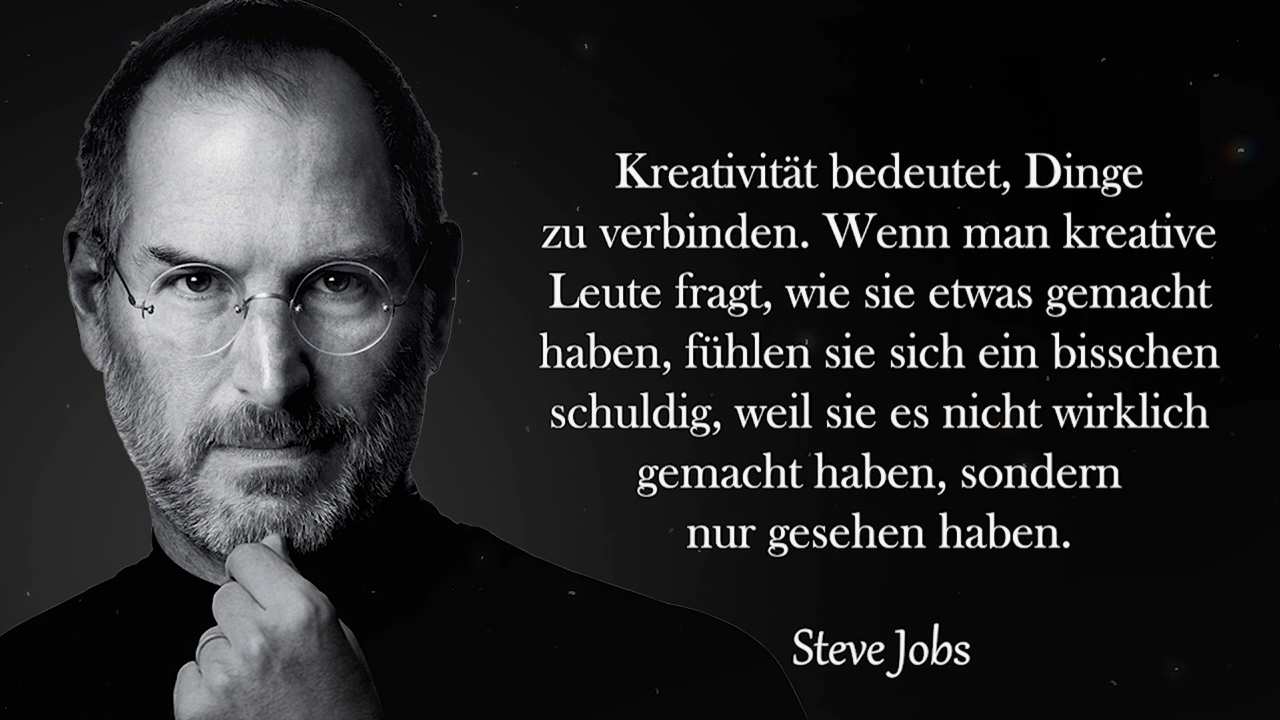 Kreativität bedeutet, Dinge
zu verbinden. Wenn man kreative
Leute fragt, wie sie etwas gemacht
haben, fühlen sie sich ein bisschen
schuldig, weil sie es nicht wirklich
gemacht haben, sondern
nur gesehen haben.
Steve Jobs